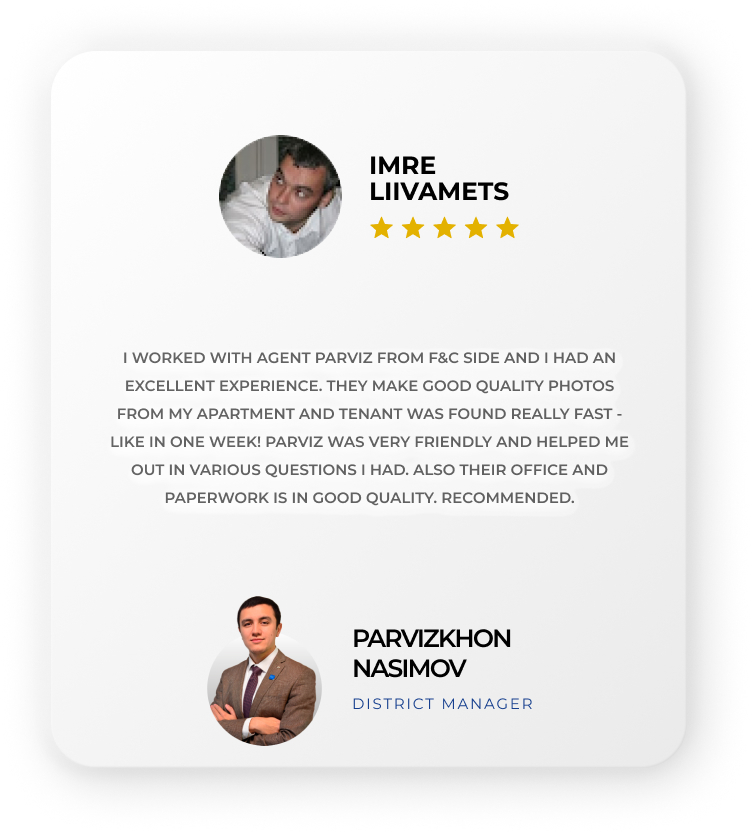 IMRE
LIIVAMETS
I WORKED WITH AGENT PARVIZ FROM F&C SIDE AND I HAD AN
EXCELLENT EXPERIENCE. THEY MAKE GOOD QUALITY PHOTOS
FROM MY APARTMENT AND TENANT WAS FOUND REALLY FAST -
LIKE IN ONE WEEK! PARVIZ WAS VERY FRIENDLY AND HELPED ME
OUT IN VARIOUS QUESTIONS I HAD. ALSO THEIR OFFICE AND
PAPERWORK IS IN GOOD QUALITY. RECOMMENDED.
PARVIZKHON
NASIMOV
DISTRICT MANAGER